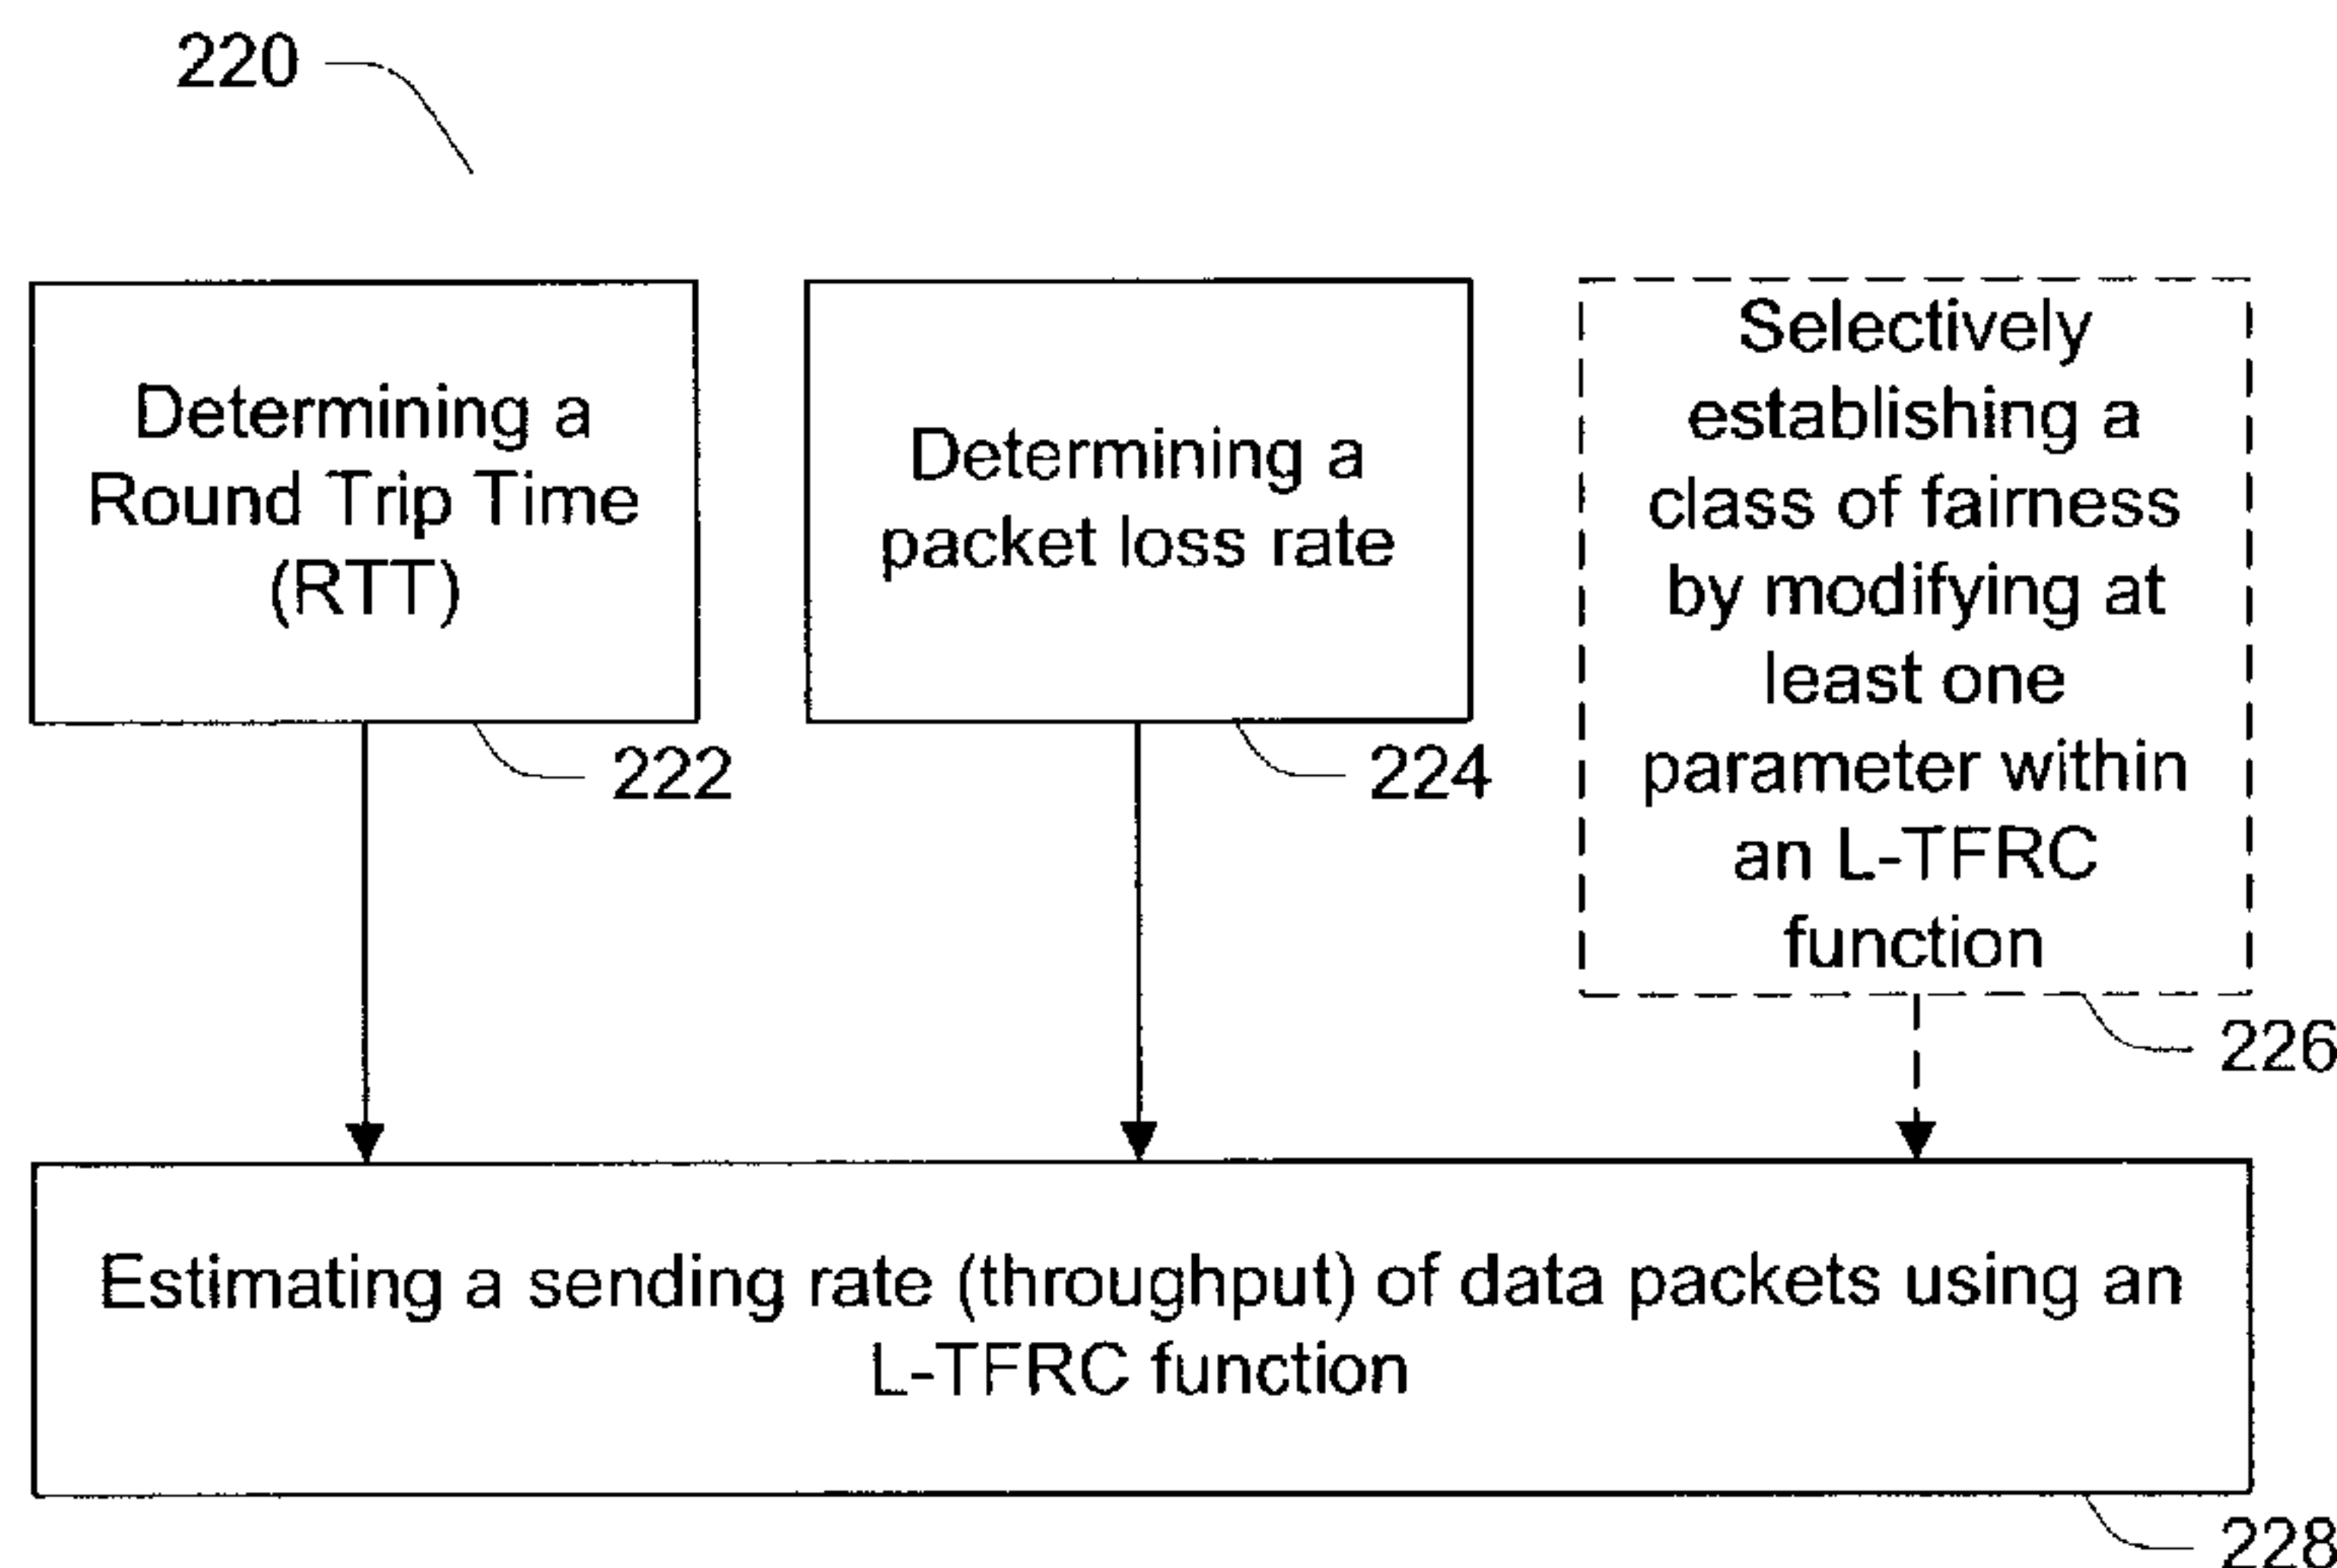 220
Determining a
Round Trip Time
(RTT)
222
Determining a
packet loss rate
224
Selectively
establishing a
class of fairness
by modifying at
least one
parameter within
an L-TFRC
function
226
Estimating a sending rate (throughput) of data packets using an
L-TFRC function
228